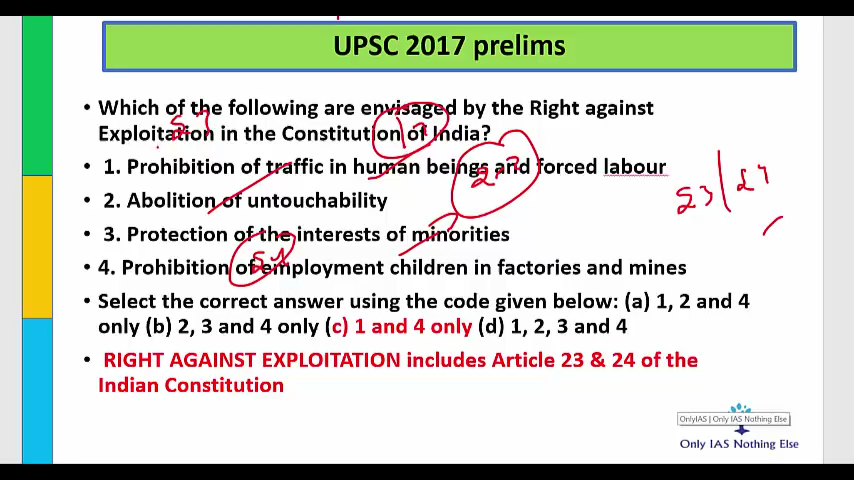 UPSC 2017 prelims
• Which of the following are envisaged by the Right against
Exploitation in the Constitution of India?
• 1. Prohibition of traffic in human beings and forced labour
• 2. Abolition of untouchability
• 3. Protection of the interests of minorities
• 4. Prohibition of employment children in factories and mines
• Select the correct answer using the code given below: (a) 1, 2 and 4
only (b) 2, 3 and 4 only (c) 1 and 4 only (d) 1, 2, 3 and 4
• RIGHT AGAINST EXPLOITATION includes Article 23 & 24 of the
Indian Constitution
23 | 24
OnlyIAS | Only IAS Nothing Else |
Only IAS Nothing Else